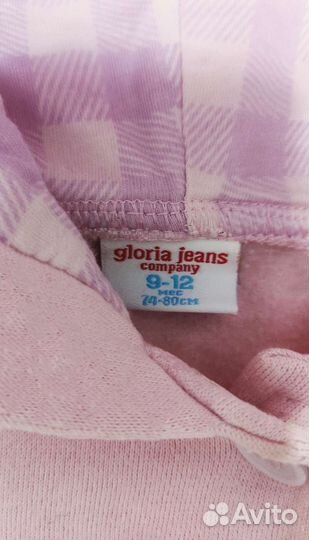 gloria jeans
company
9-12
мес
74-80см
Avito